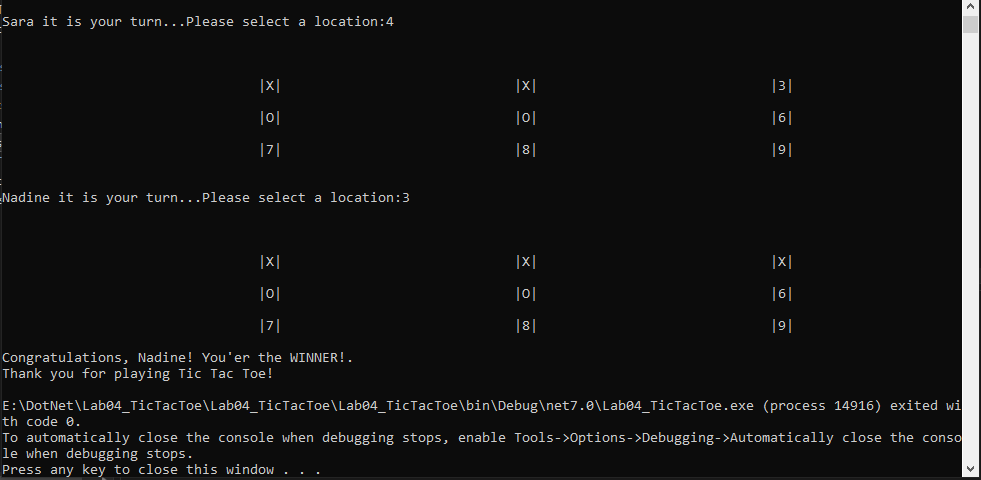 Sara it is your turn...Please select a location:4
|X| |X| |3|
|O| |O| |6|
|7| |8| |9|
Nadine it is your turn...Please select a location:3
|X| |X| |X|
|O| |O| |6|
|7| |8| |9|
Congratulations, Nadine! You'er the WINNER!.
Thank you for playing Tic Tac Toe!
E:\DotNet\Lab04_TicTacToe\Lab04_TicTacToe\Lab04_TicTacToe\bin\Debug\net7.0\Lab04_TicTacToe.exe (process 14916) exited wi
th code 0.
To automatically close the console when debugging stops, enable Tools->Options->Debugging->Automatically close the conso
le when debugging stops.
Press any key to close this window . . .